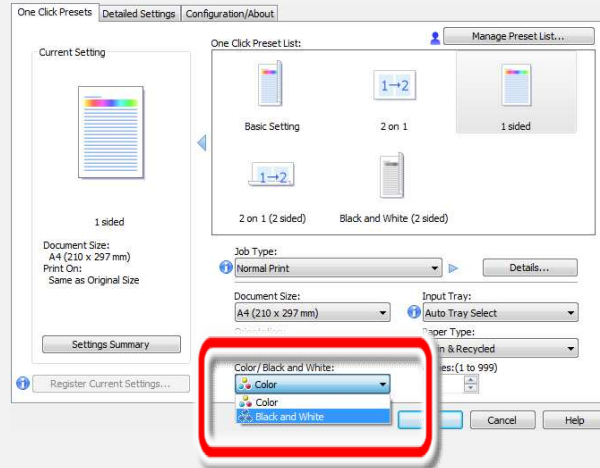 One Click Presets
Detailed Settings
Configuration/About
Current Setting
1 sided
Document Size:
A4 (210 x 297 mm)
Print On:
Same as Original Size
Settings Summary
Register Current Settings...
One Click Preset List:
Manage Preset List...
1→2
Basic Setting
2 on 1
1 sided
1→2
2 on 1 (2 sided)
Black and White (2 sided)
Job Type:
Normal Print
Details...
Document Size:
Input Tray:
A4 (210 x 297 mm)
Auto Tray Select
Paper Type:
& Recycled
Color/ Black and White:
(1 to 999)
Color
Color
Black and White
Cancel
Help